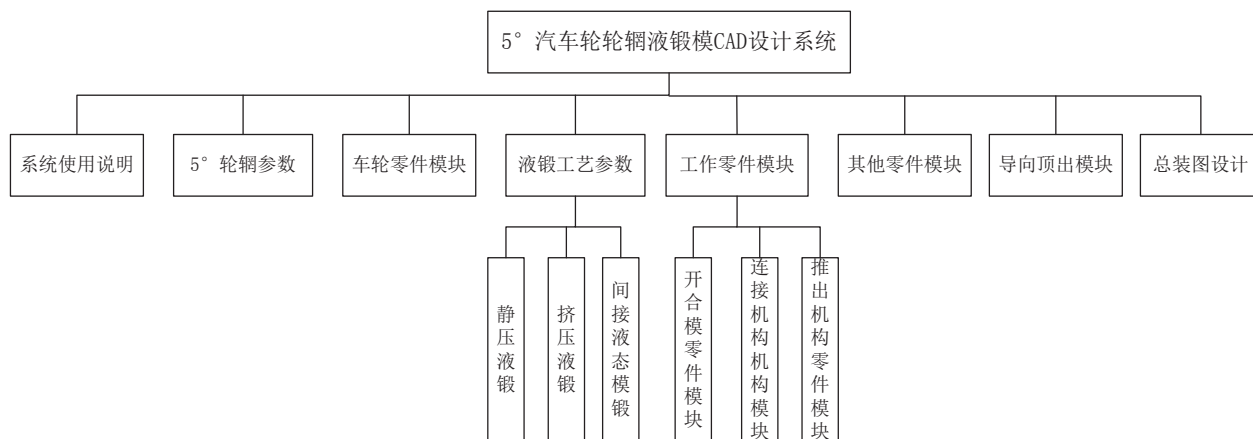 5°汽车轮轮辋液锻模CAD设计系统
系统使用说明
5°轮辋参数
车轮零件模块
液锻工艺参数
工作零件模块
其他零件模块
导向顶出模块
总装图设计
静压液锻
挤压液锻
间接液态模锻
开合模零件模块
连接机构机构模块
推出机构零件模块